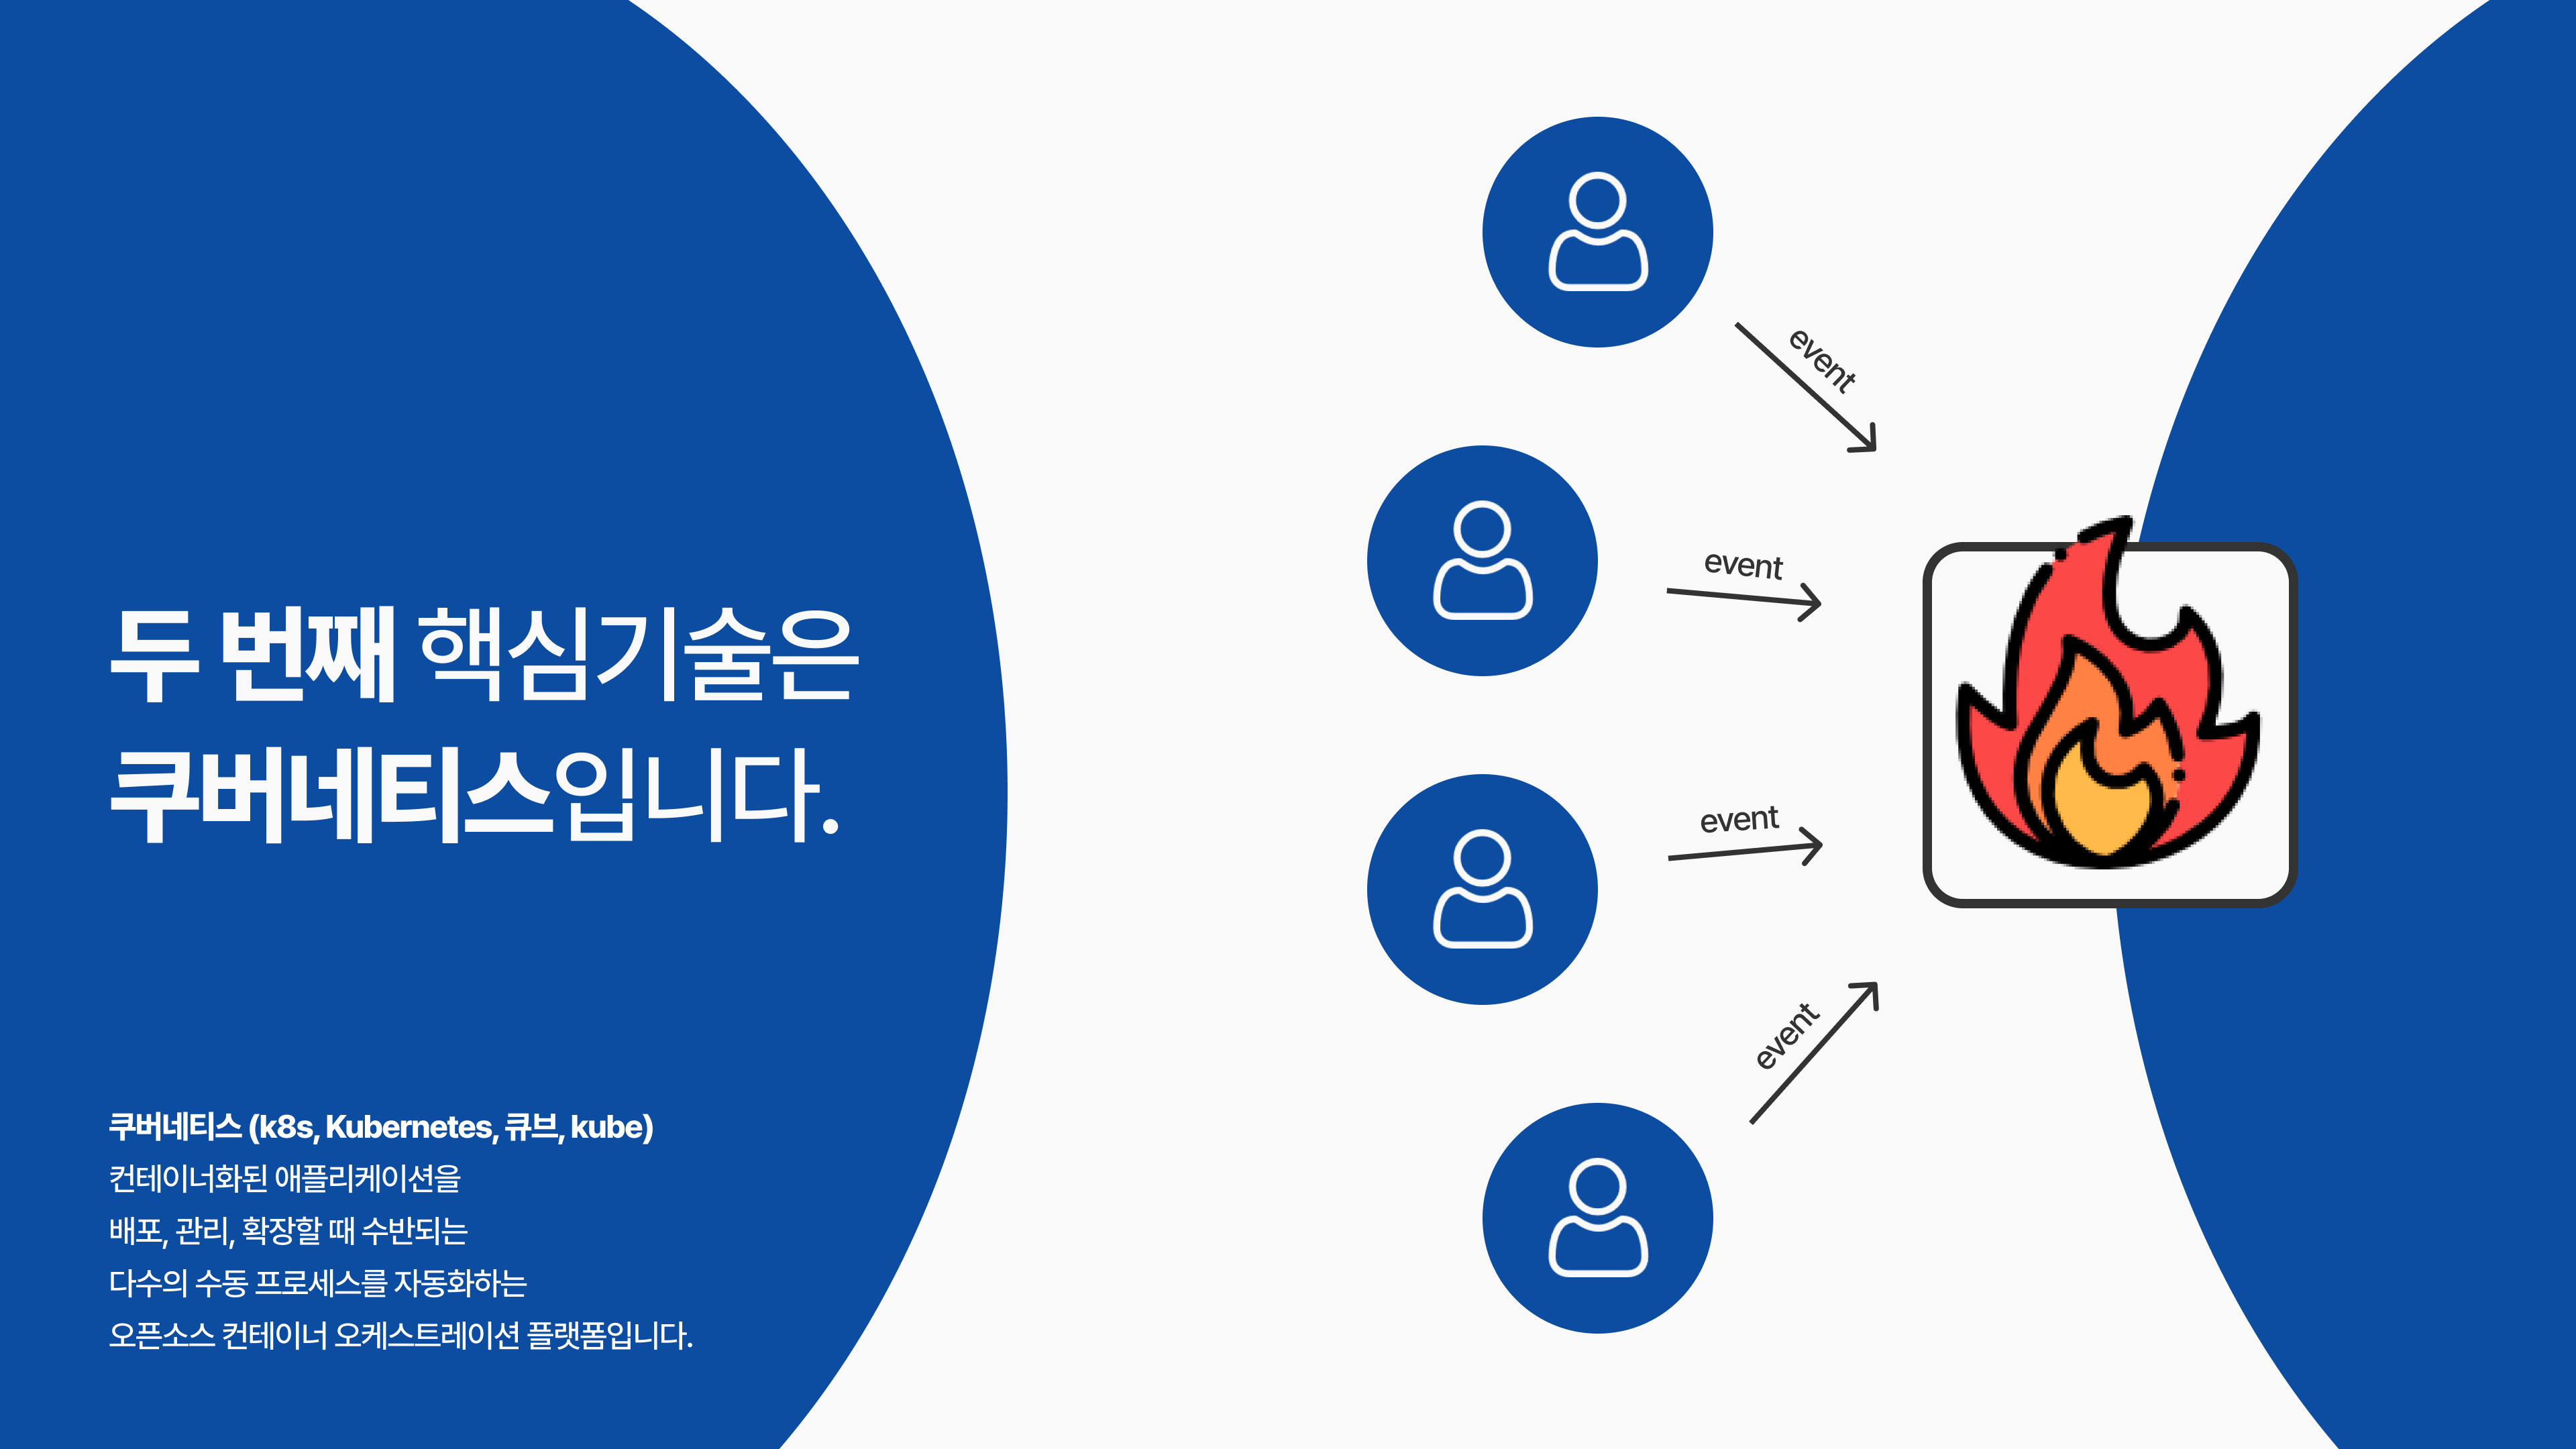 두 번째 핵심기술은
쿠버네티스입니다.
쿠버네티스 (k8s, Kubernetes, 큐브, kube)
컨테이너화된 애플리케이션을
배포, 관리, 확장할 때 수반되는
다수의 수동 프로세스를 자동화하는
오픈소스 컨테이너 오케스트레이션 플랫폼입니다.
event
event
event
event